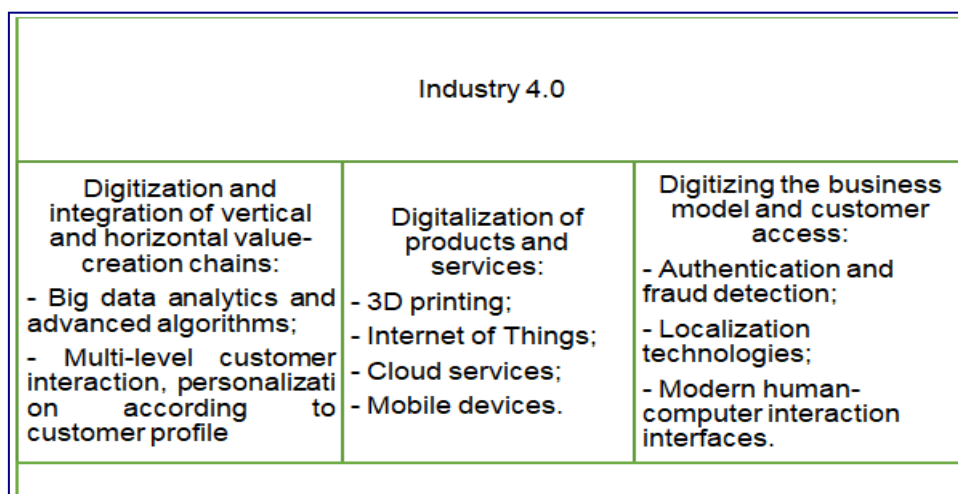 Industry 4.0
Digitization and
integration of vertical
and horizontal value-
creation chains:
- Big data analytics and
advanced algorithms;
- Multi-level customer
interaction, personalizati
on according to
customer profile
Digitalization of
products and
services:
- 3D printing;
- Internet of Things;
- Cloud services;
- Mobile devices.
Digitizing the business
model and customer
access:
- Authentication and
fraud detection;
- Localization
technologies;
- Modern human-
computer interaction
interfaces.